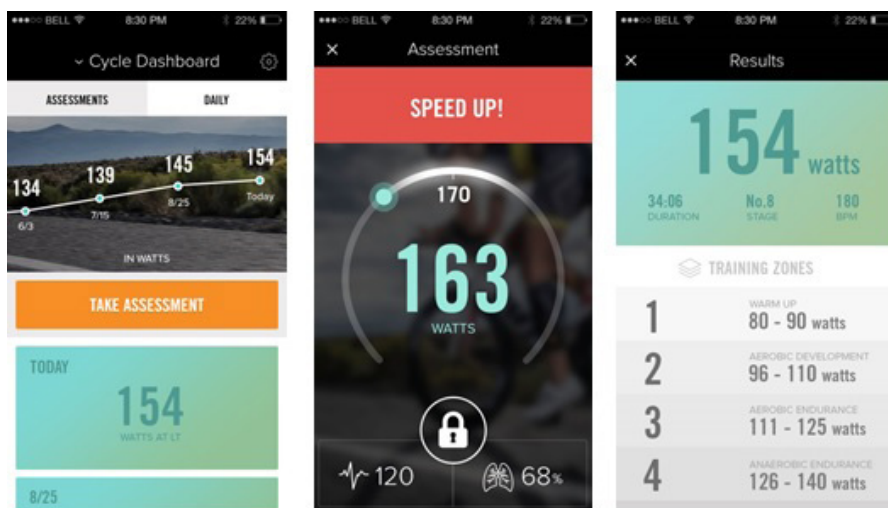 BELL 8:30 PM 22%
Cycle Dashboard
ASSESSMENTS DAILY
134 139 145 154
6/3 7/15 8/25 Today
IN WATTS
TAKE ASSESSMENT
TODAY
154
WATTS AT LT
8/25
BELL 8:30 PM 22%
× Assessment
SPEED UP!
170
163
WATTS
120 68%
BELL 8:30 PM 22%
× Results
154 watts
34:06 No.8 180
DURATION STAGE BPM
TRAINING ZONES
1 WARM UP
80 - 90 watts
2 AEROBIC DEVELOPMENT
96 - 110 watts
3 AEROBIC ENDURANCE
111 - 125 watts
4 ANAEROBIC ENDURANCE
126 - 140 watts